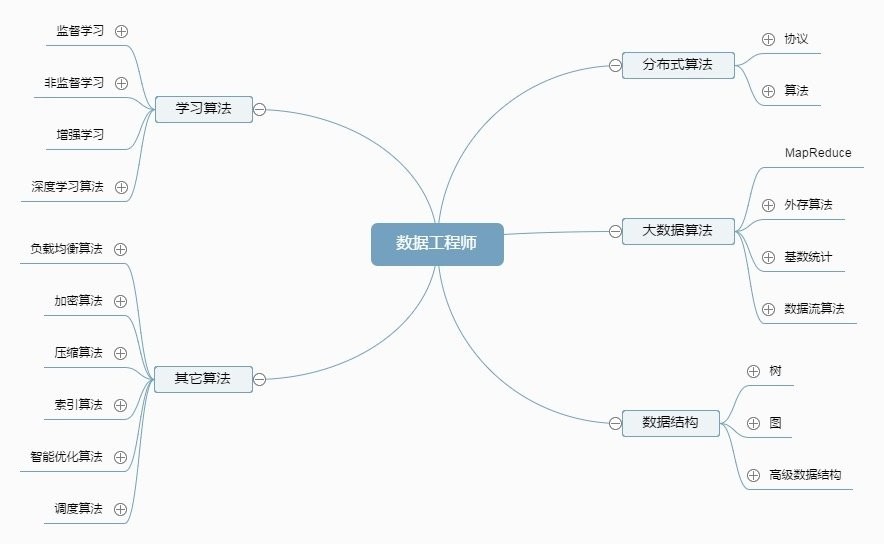 数据工程师
学习算法
监督学习
非监督学习
增强学习
深度学习算法
其它算法
负载均衡算法
加密算法
压缩算法
索引算法
智能优化算法
调度算法
分布式算法
协议
算法
大数据算法
MapReduce
外存算法
基数统计
数据流算法
数据结构
树
图
高级数据结构